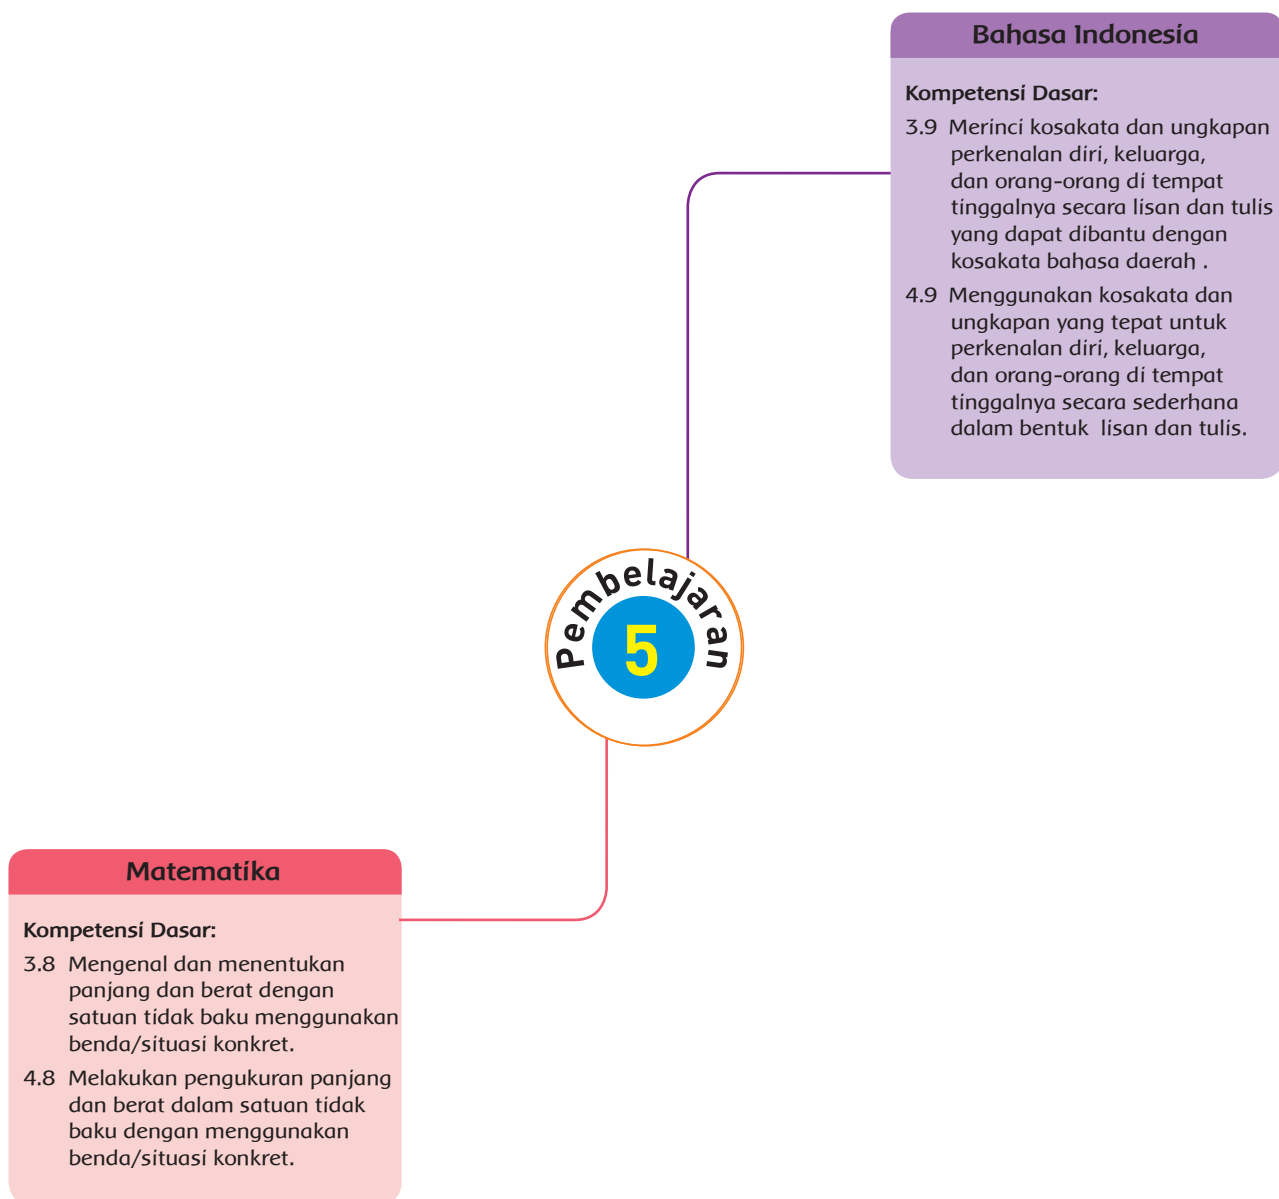 Bahasa Indonesia
Kompetensi Dasar:
3.9 Merinci kosakata dan ungkapan
perkenalan diri, keluarga,
dan orang-orang di tempat
tinggalnya secara lisan dan tulis
yang dapat dibantu dengan
kosakata bahasa daerah .
4.9 Menggunakan kosakata dan
ungkapan yang tepat untuk
perkenalan diri, keluarga,
dan orang-orang di tempat
tinggalnya secara sederhana
dalam bentuk lisan dan tulis.
Pembelajaran
5
Matematika
Kompetensi Dasar:
3.8 Mengenal dan menentukan
panjang dan berat dengan
satuan tidak baku menggunakan
benda/situasi konkret.
4.8 Melakukan pengukuran panjang
dan berat dalam satuan tidak
baku dengan menggunakan
benda/situasi konkret.